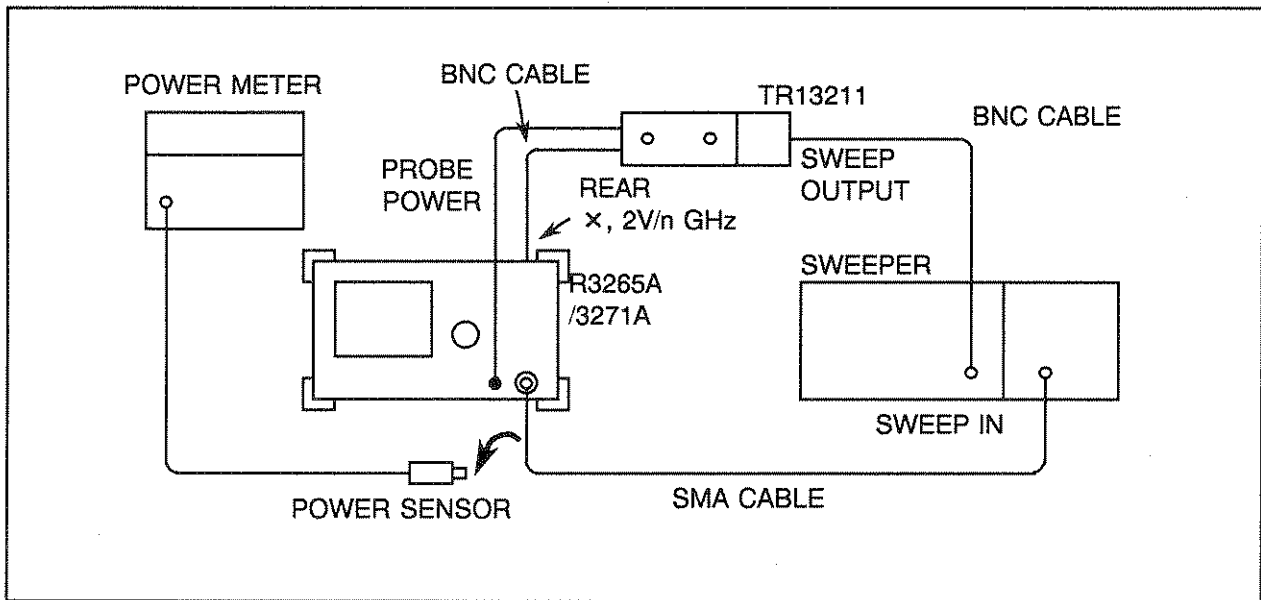 POWER METER
BNC CABLE
TR13211
BNC CABLE
PROBE
POWER
SWEEP
OUTPUT
REAR
×, 2V/n GHz
R3265A
/3271A
SWEEPER
SWEEP IN
POWER SENSOR
SMA CABLE